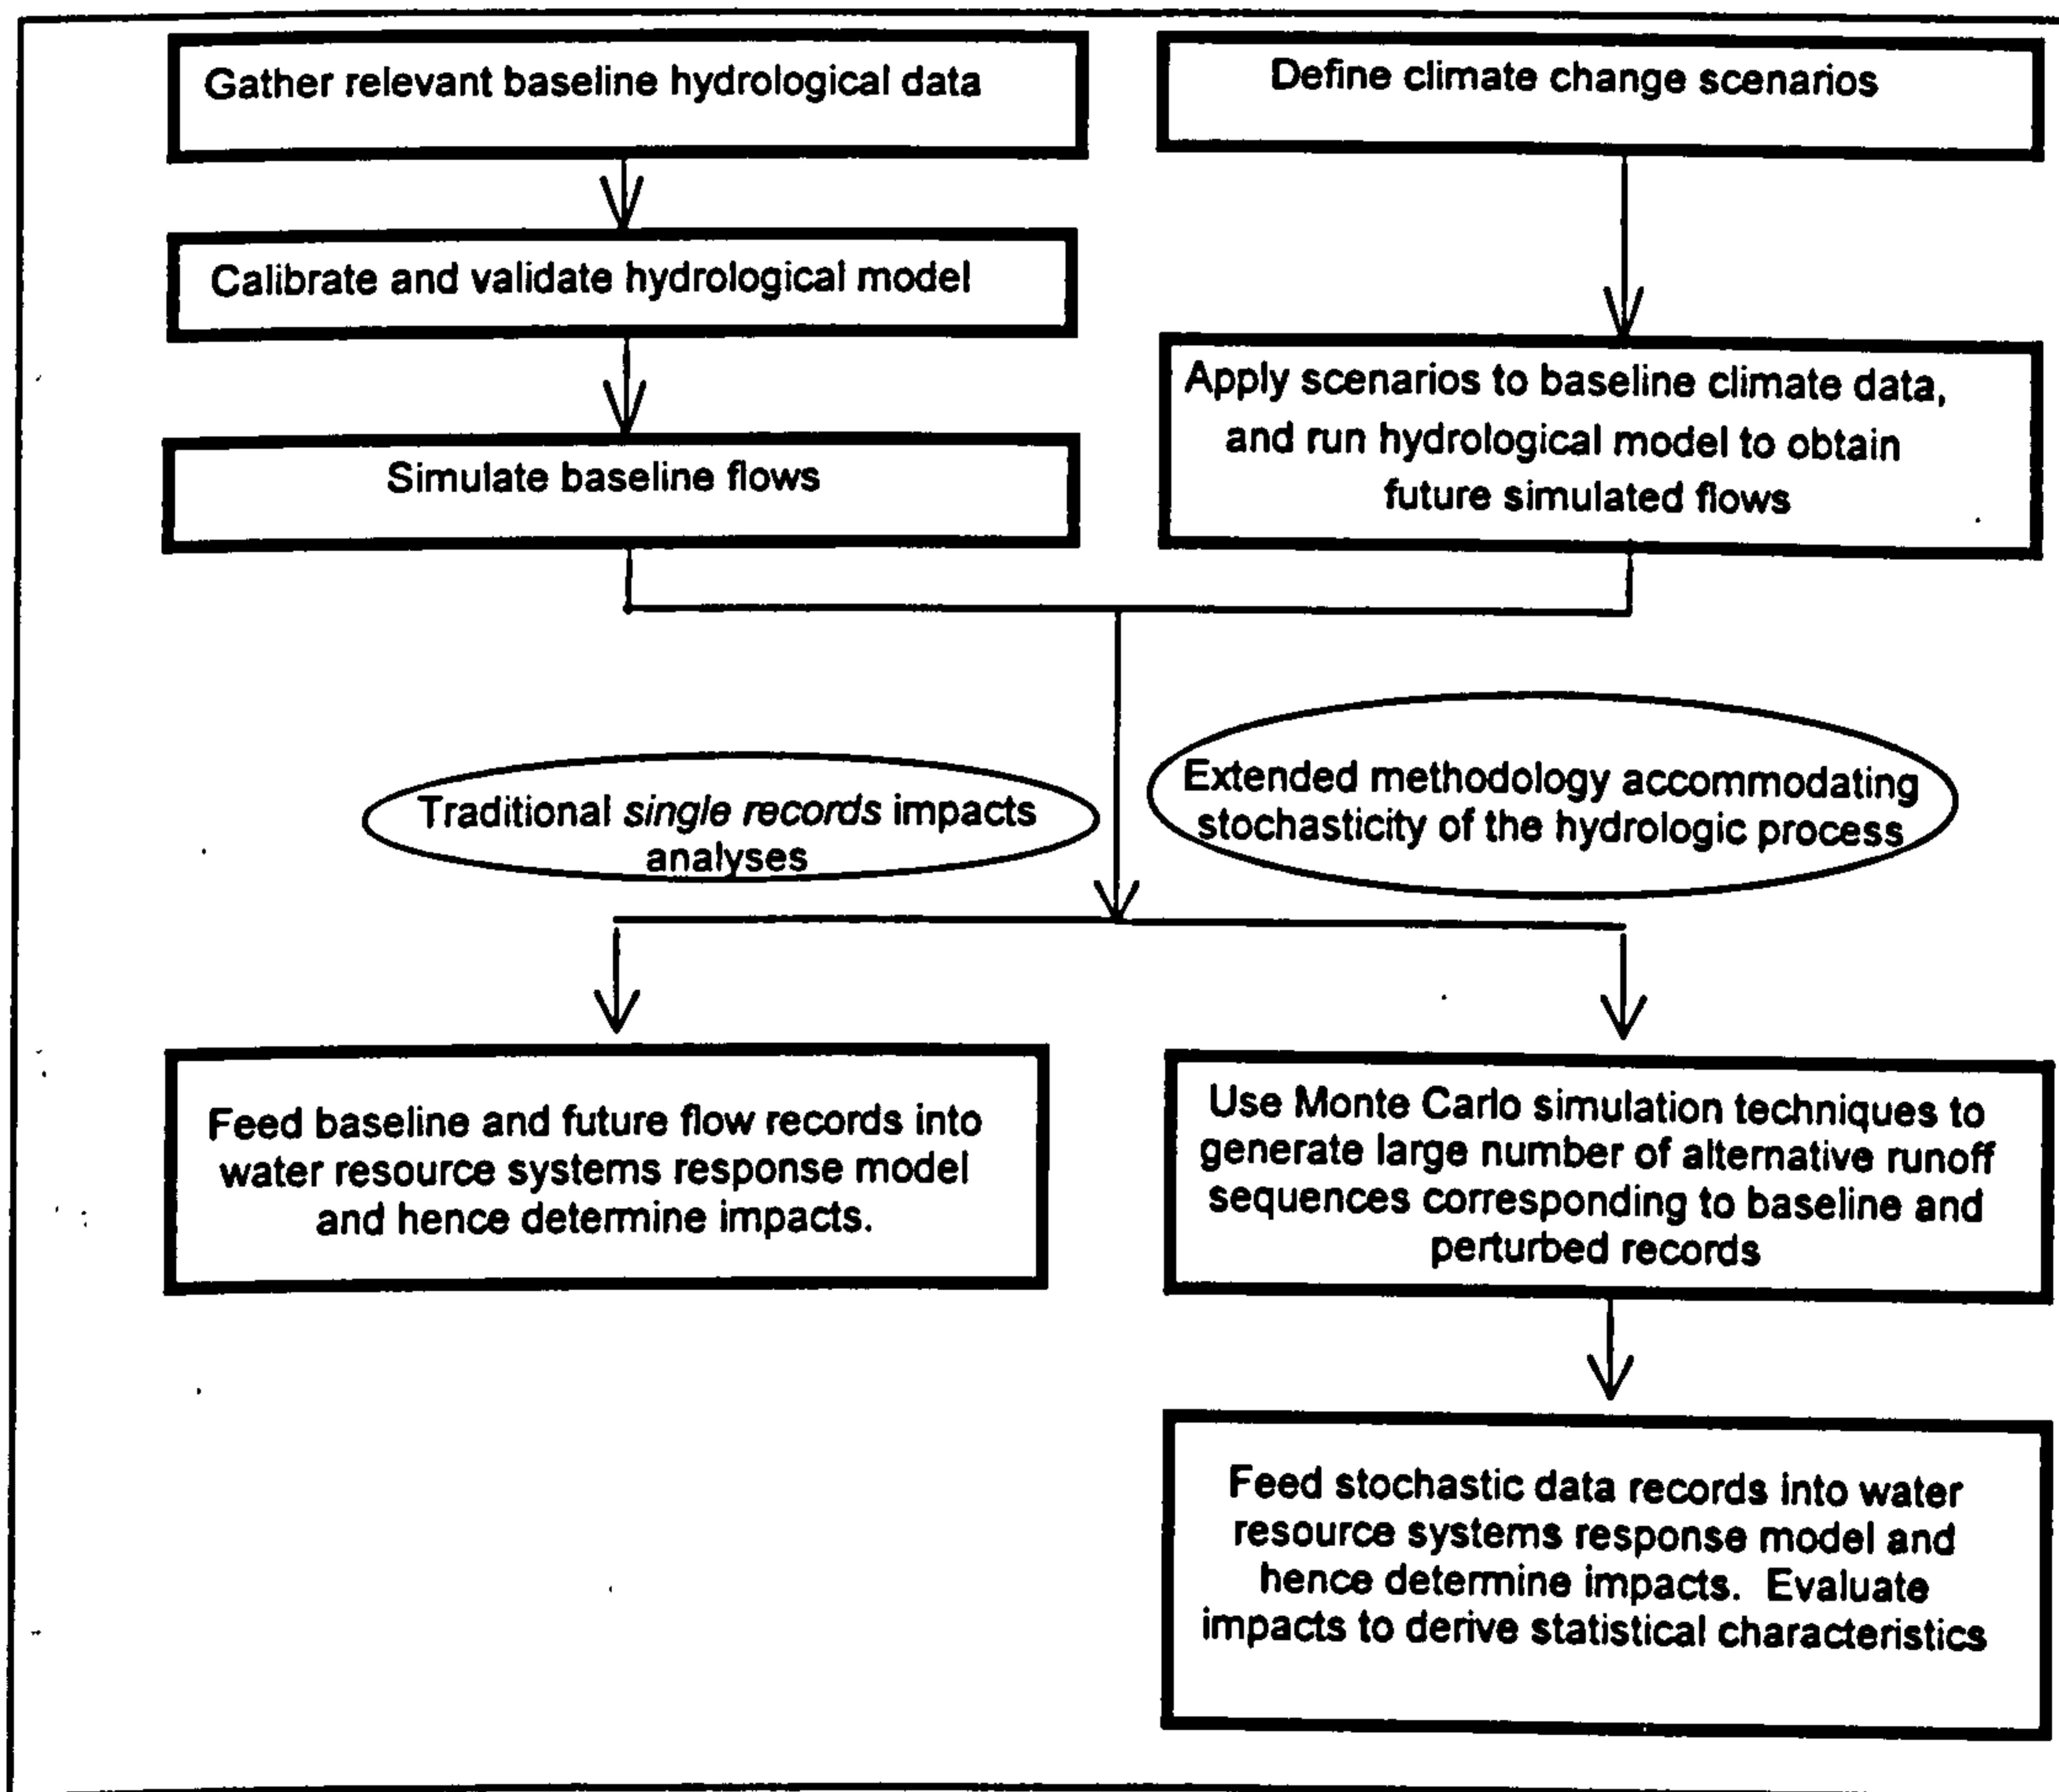 Gather relevant baseline hydrological data
Define climate change scenarios
Calibrate and validate hydrological model
Apply scenarios to baseline climate data,
and run hydrological model to obtain
future simulated flows
Simulate baseline flows
Traditional single records impacts
analyses
Extended methodology accommodating
stochasticity of the hydrologic process
Feed baseline and future flow records into
water resource systems response model
and hence determine impacts.
Use Monte Carlo simulation techniques to
generate large number of alternative runoff
sequences corresponding to baseline and
perturbed records
Feed stochastic data records into water
resource systems response model and
hence determine impacts.  Evaluate
impacts to derive statistical characteristics